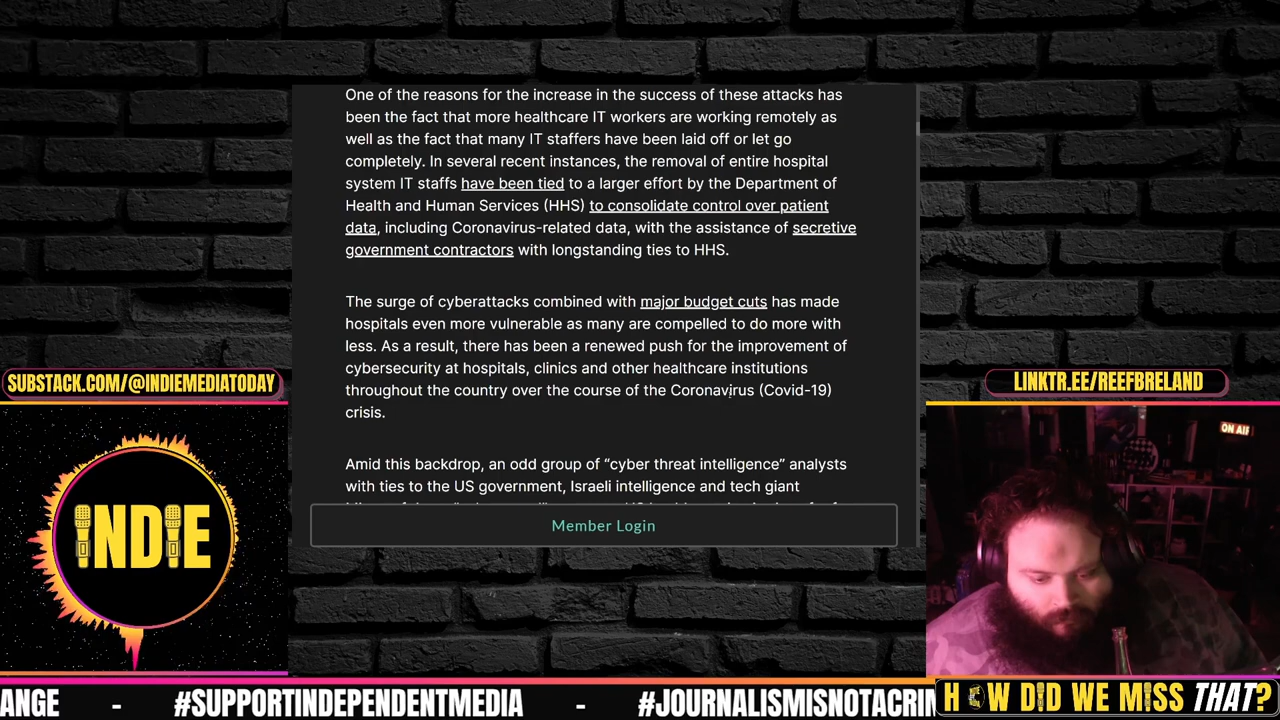 One of the reasons for the increase in the success of these attacks has
been the fact that more healthcare IT workers are working remotely as
well as the fact that many IT staffers have been laid off or let go
completely. In several recent instances, the removal of entire hospital
system IT staffs have been tied to a larger effort by the Department of
Health and Human Services (HHS) to consolidate control over patient
data, including Coronavirus-related data, with the assistance of secretive
government contractors with longstanding ties to HHS.
The surge of cyberattacks combined with major budget cuts has made
hospitals even more vulnerable as many are compelled to do more with
less. As a result, there has been a renewed push for the improvement of
cybersecurity at hospitals, clinics and other healthcare institutions
throughout the country over the course of the Coronavirus (Covid-19)
crisis.
Amid this backdrop, an odd group of “cyber threat intelligence” analysts
with ties to the US government, Israeli intelligence and tech giant
Member Login
SUBSTACK.COM/@INDIEMEDIATODAY
INDIE
LINKTR.EE/REEFBRELAND
ON AIR
ANGE - #SUPPORTINDEPENDENTMEDIA - #JOURNALISMISNOTACRIM
HOW DID WE MISS THAT?